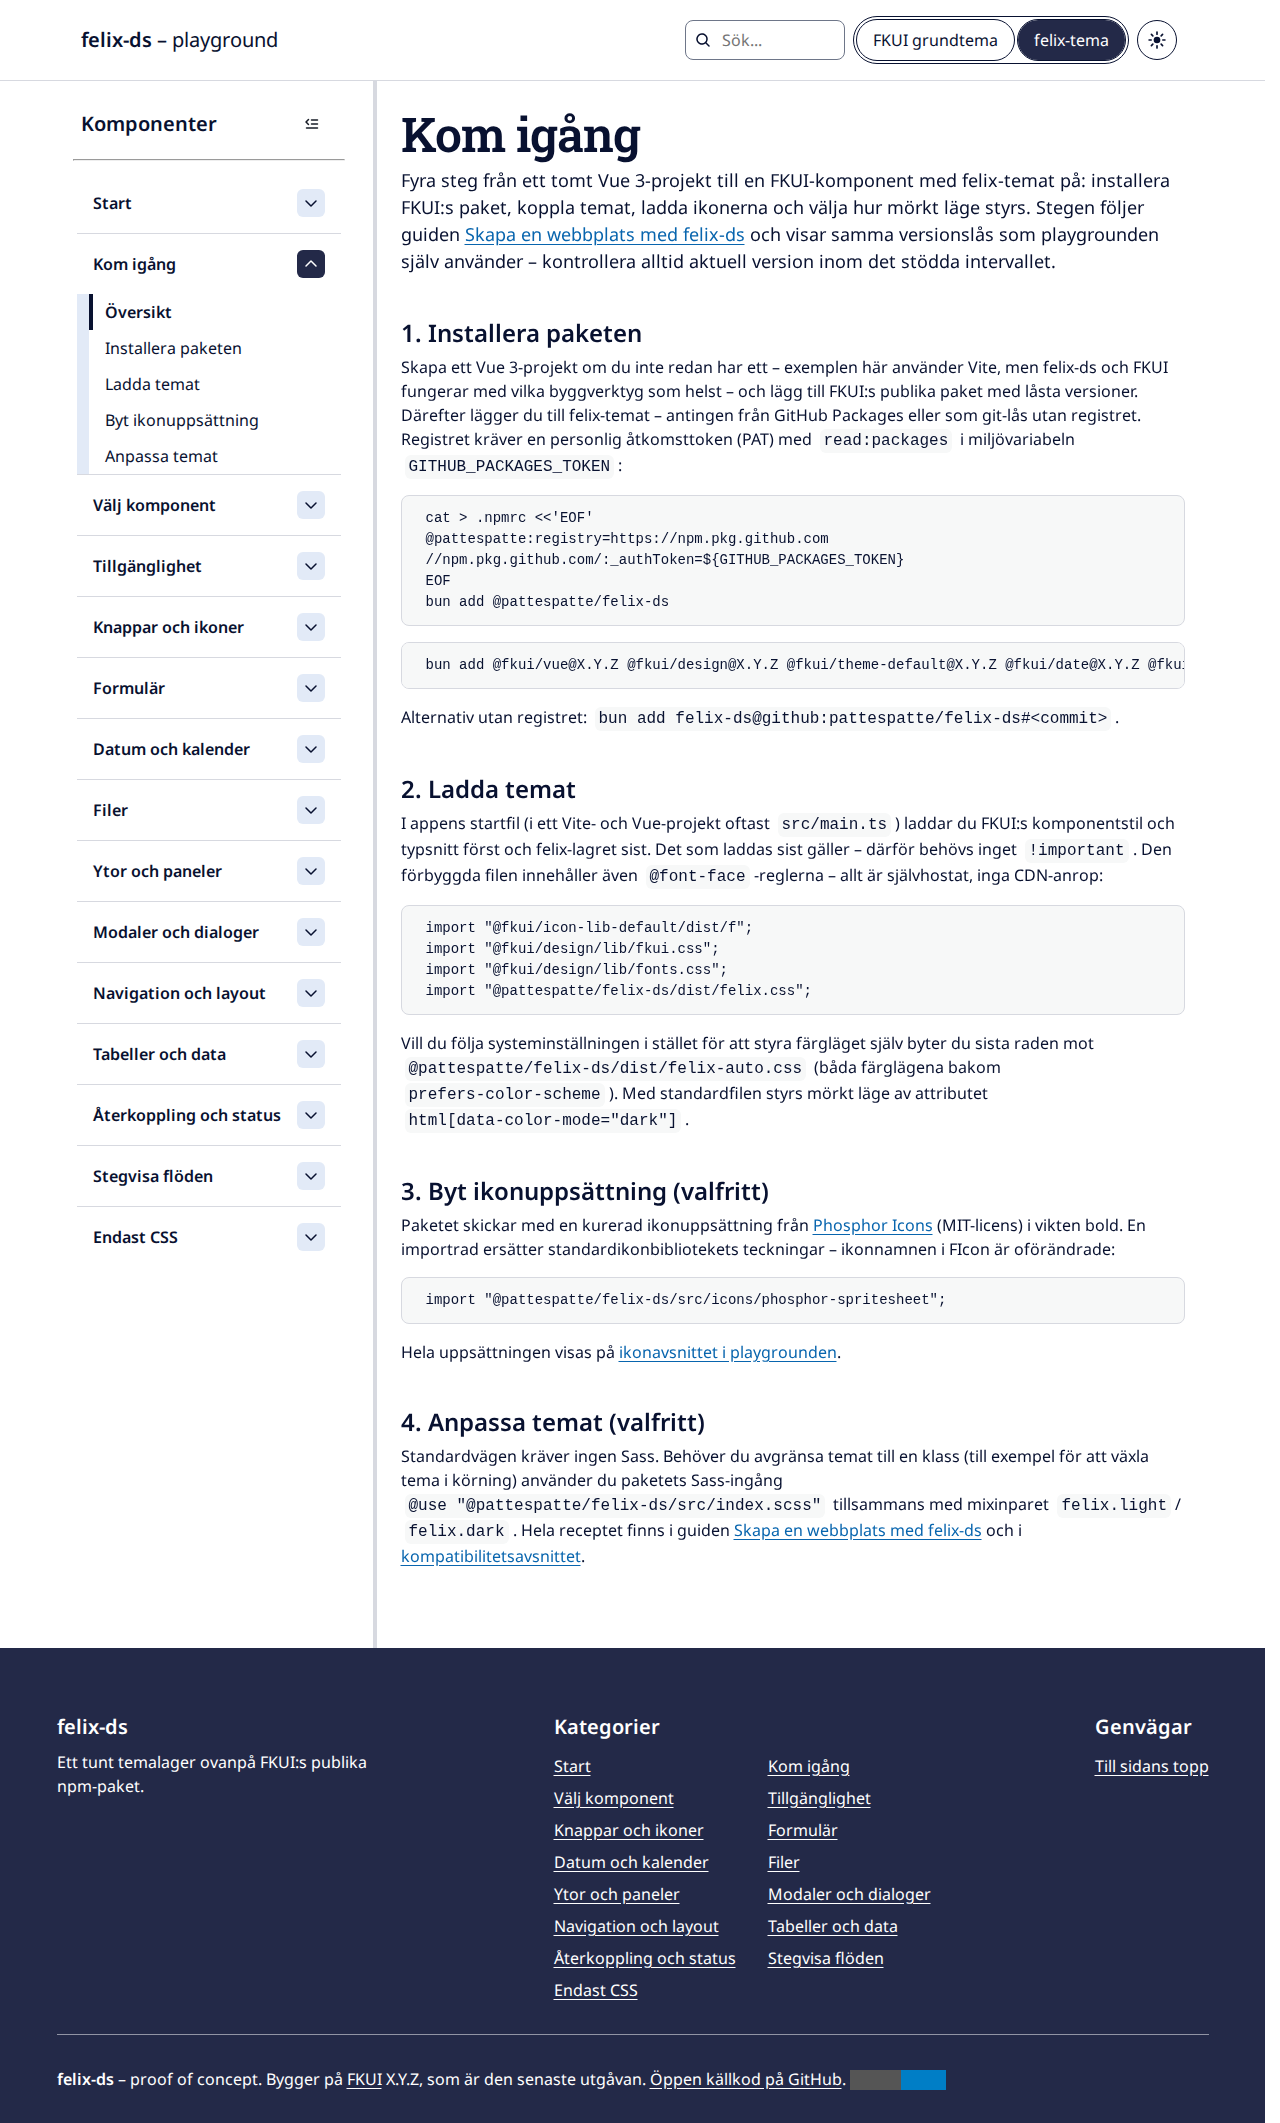 felix-ds – playground
Sök...
FKUI grundtema
felix-tema
Komponenter
Start
Kom igång
Översikt
Installera paketen
Ladda temat
Byt ikonuppsättning
Anpassa temat
Välj komponent
Tillgänglighet
Knappar och ikoner
Formulär
Datum och kalender
Filer
Ytor och paneler
Modaler och dialoger
Navigation och layout
Tabeller och data
Återkoppling och status
Stegvisa flöden
Endast CSS
Kom igång
Fyra steg från ett tomt Vue 3-projekt till en FKUI-komponent med felix-temat på: installera
FKUI:s paket, koppla temat, ladda ikonerna och välja hur mörkt läge styrs. Stegen följer
guiden Skapa en webbplats med felix-ds och visar samma versionslås som playgrounden
själv använder – kontrollera alltid aktuell version inom det stödda intervallet.
1. Installera paketen
Skapa ett Vue 3-projekt om du inte redan har ett – exemplen här använder Vite, men felix-ds och FKUI
fungerar med vilka byggverktyg som helst – och lägg till FKUI:s publika paket med låsta versioner.
Därefter lägger du till felix-temat – antingen från GitHub Packages eller som git-lås utan registret.
Registret kräver en personlig åtkomsttoken (PAT) med read:packages i miljövariabeln
GITHUB_PACKAGES_TOKEN :
cat > .npmrc <<'EOF'
@pattespatte:registry=https://npm.pkg.github.com
//npm.pkg.github.com/:_authToken=${GITHUB_PACKAGES_TOKEN}
EOF
bun add @pattespatte/felix-ds
bun add @fkui/vue@X.Y.Z @fkui/design@X.Y.Z @fkui/theme-default@X.Y.Z @fkui/date@X.Y.Z @fkui
Alternativ utan registret: bun add felix-ds@github:pattespatte/felix-ds#<commit> .
2. Ladda temat
I appens startfil (i ett Vite- och Vue-projekt oftast src/main.ts ) laddar du FKUI:s komponentstil och
typsnitt först och felix-lagret sist. Det som laddas sist gäller – därför behövs inget !important . Den
förbyggda filen innehåller även @font-face -reglerna – allt är självhostat, inga CDN-anrop:
import "@fkui/icon-lib-default/dist/f";
import "@fkui/design/lib/fkui.css";
import "@fkui/design/lib/fonts.css";
import "@pattespatte/felix-ds/dist/felix.css";
Vill du följa systeminställningen i stället för att styra färgläget själv byter du sista raden mot
@pattespatte/felix-ds/dist/felix-auto.css (båda färglägena bakom
prefers-color-scheme ). Med standardfilen styrs mörkt läge av attributet
html[data-color-mode="dark"] .
3. Byt ikonuppsättning (valfritt)
Paketet skickar med en kurerad ikonuppsättning från Phosphor Icons (MIT-licens) i vikten bold. En
importrad ersätter standardikonbibliotekets teckningar – ikonnamnen i FIcon är oförändrade:
import "@pattespatte/felix-ds/src/icons/phosphor-spritesheet";
Hela uppsättningen visas på ikonavsnittet i playgrounden.
4. Anpassa temat (valfritt)
Standardvägen kräver ingen Sass. Behöver du avgränsa temat till en klass (till exempel för att växla
tema i körning) använder du paketets Sass-ingång
@use "@pattespatte/felix-ds/src/index.scss" tillsammans med mixinparet felix.light /
felix.dark . Hela receptet finns i guiden Skapa en webbplats med felix-ds och i
kompatibilitetsavsnittet.
felix-ds
Ett tunt temalager ovanpå FKUI:s publika
npm-paket.
Kategorier
Start
Kom igång
Välj komponent
Tillgänglighet
Knappar och ikoner
Formulär
Datum och kalender
Filer
Ytor och paneler
Modaler och dialoger
Navigation och layout
Tabeller och data
Återkoppling och status
Stegvisa flöden
Endast CSS
Genvägar
Till sidans topp
felix-ds – proof of concept. Bygger på FKUI X.Y.Z, som är den senaste utgåvan. Öppen källkod på GitHub.